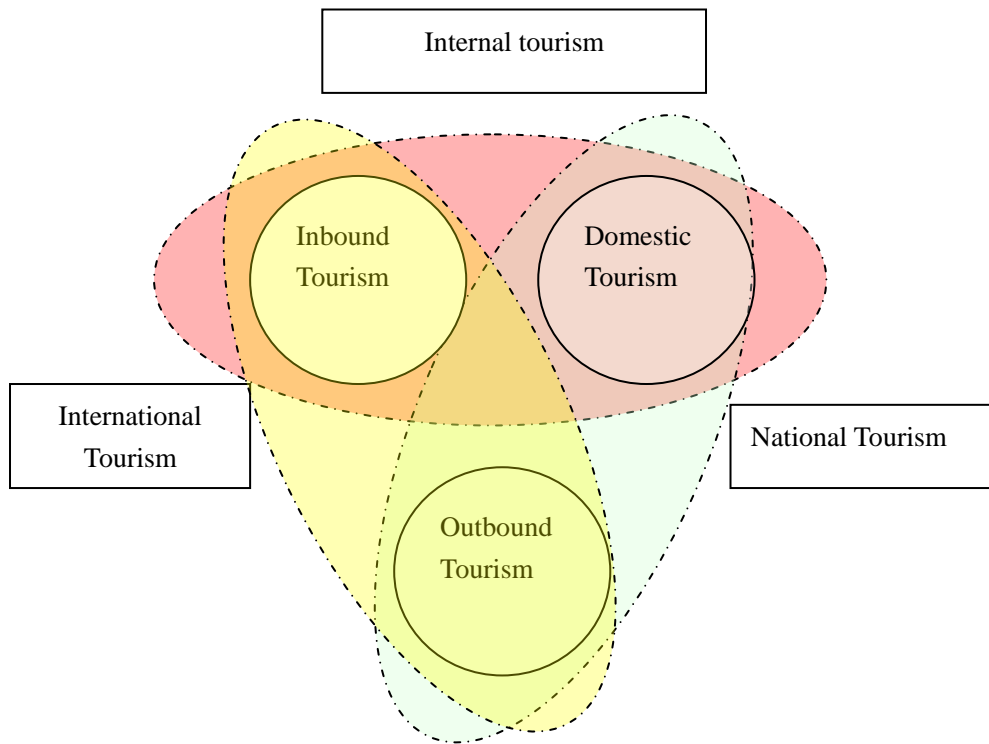 Internal tourism
Inbound
Tourism
Domestic
Tourism
International
Tourism
National Tourism
Outbound
Tourism